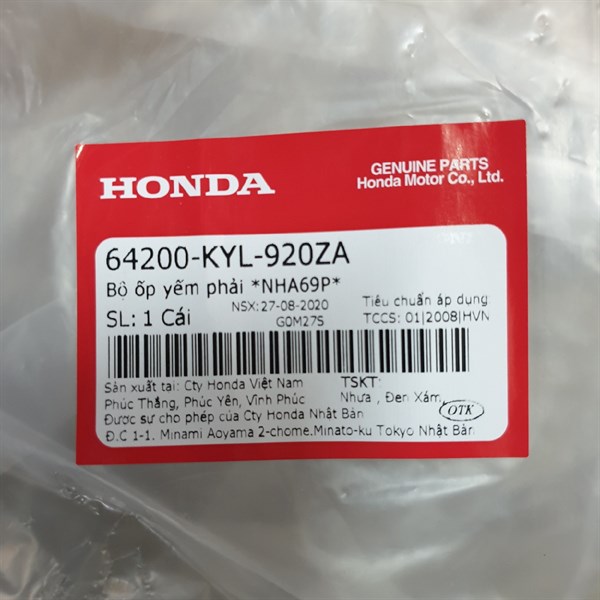 HONDA
GENUINE PARTS
Honda Motor Co., Ltd.
64200-KYL-920ZA
Bộ ốp yếm phải *NHA69P*
SL: 1 Cái
NSX:27-08-2020
G0M27S
Tiêu chuẩn áp dụng
TCCS: 01|2008|HVN
Sản xuất tại: Cty Honda Việt Nam
Phúc Thắng, Phúc Yên, Vĩnh Phúc
TSKT:
Nhựa , Đen Xám,
Được sự cho phép của Cty Honda Nhật Bản
OTK
Đ.C 1-1. Minami Aoyama 2-chome.Minato-ku Tokyo Nhật Bản